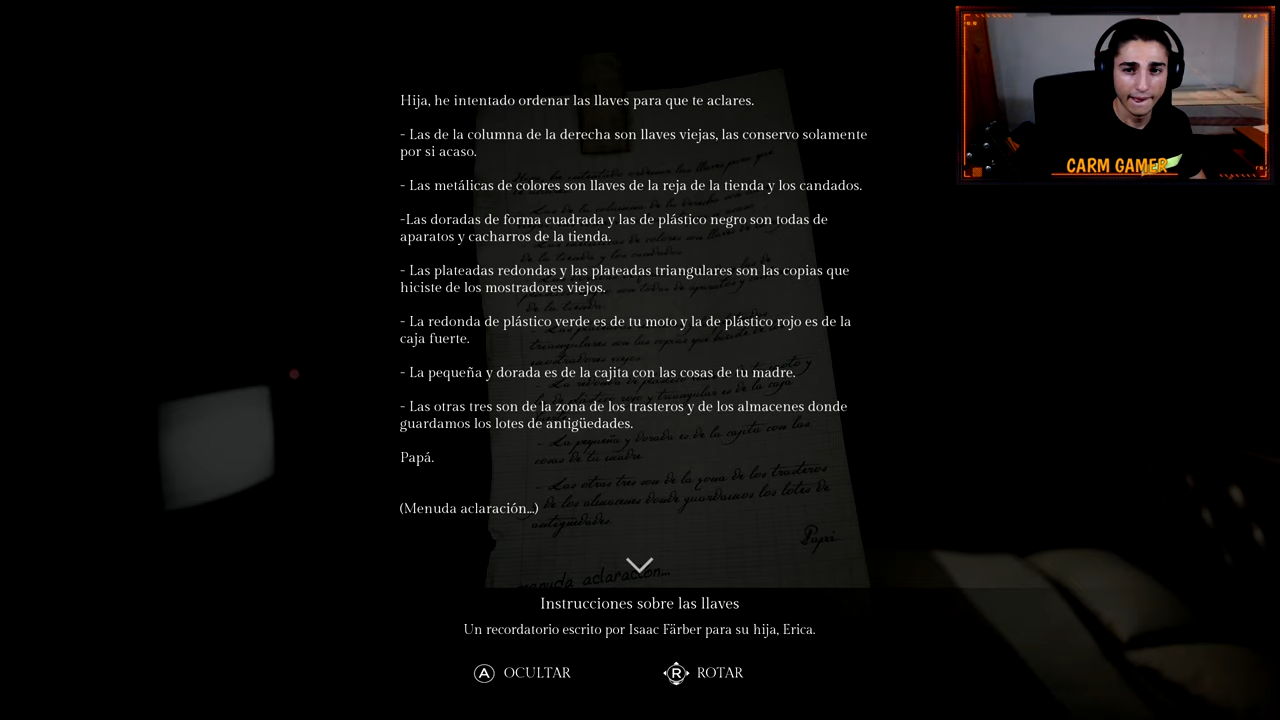 CARM GAMER
Hija, he intentado ordenar las llaves para que te aclares.
- Las de la columna de la derecha son llaves viejas, las conservo solamente
por si acaso.
- Las metálicas de colores son llaves de la reja de la tienda y los candados.
-Las doradas de forma cuadrada y las de plástico negro son todas de
aparatos y cacharros de la tienda.
- Las plateadas redondas y las plateadas triangulares son las copias que
hiciste de los mostradores viejos.
- La redonda de plástico verde es de tu moto y la de plástico rojo es de la
caja fuerte.
- La pequeña y dorada es de la cajita con las cosas de tu madre.
- Las otras tres son de la zona de los trasteros y de los almacenes donde
guardamos los lotes de antigüedades.
Papá.
(Menuda aclaración...)
Instrucciones sobre las llaves
Un recordatorio escrito por Isaac Färber para su hija, Erica.
A OCULTAR
R ROTAR